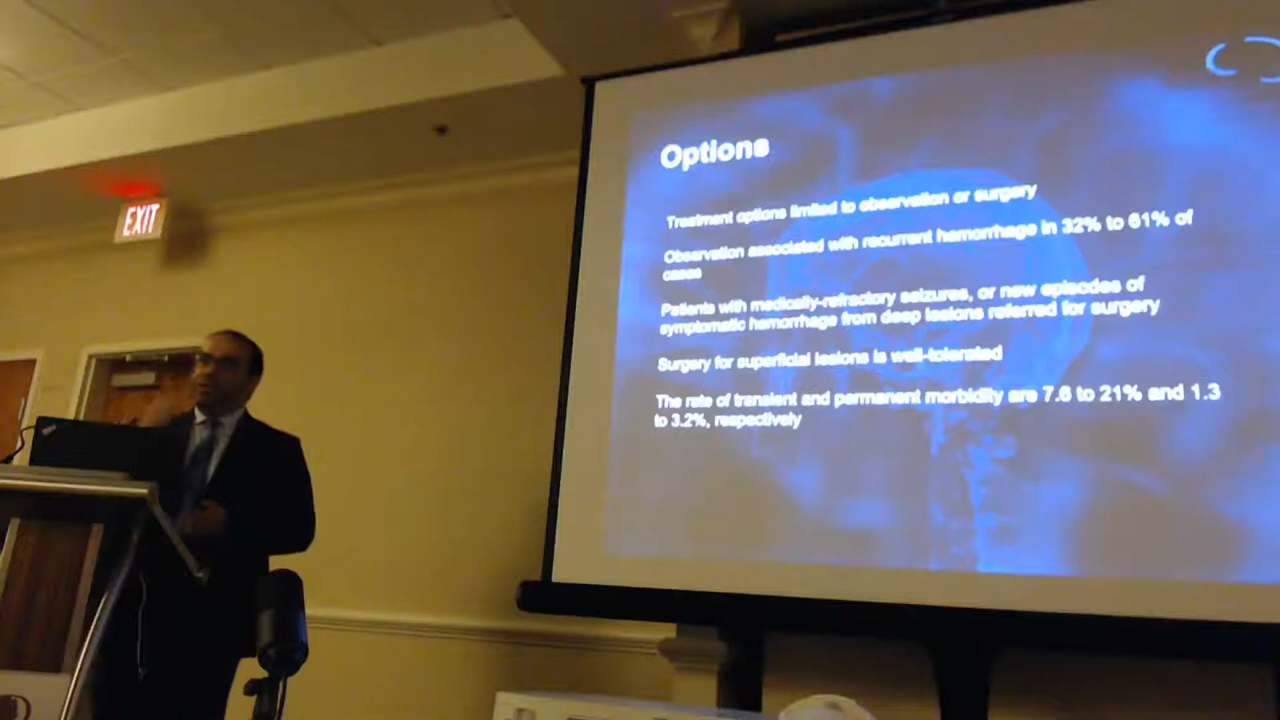 EXIT
Options
Treatment options limited to observation or surgery
Observation associated with recurrent hemorrhage in 32% to 61% of
cases
Patients with medically-refractory seizures, or new episodes of
symptomatic hemorrhage from deep lesions referred for surgery
Surgery for superficial lesions is well-tolerated
The rate of transient and permanent morbidity are 7.6 to 21% and 1.3
to 3.2%, respectively